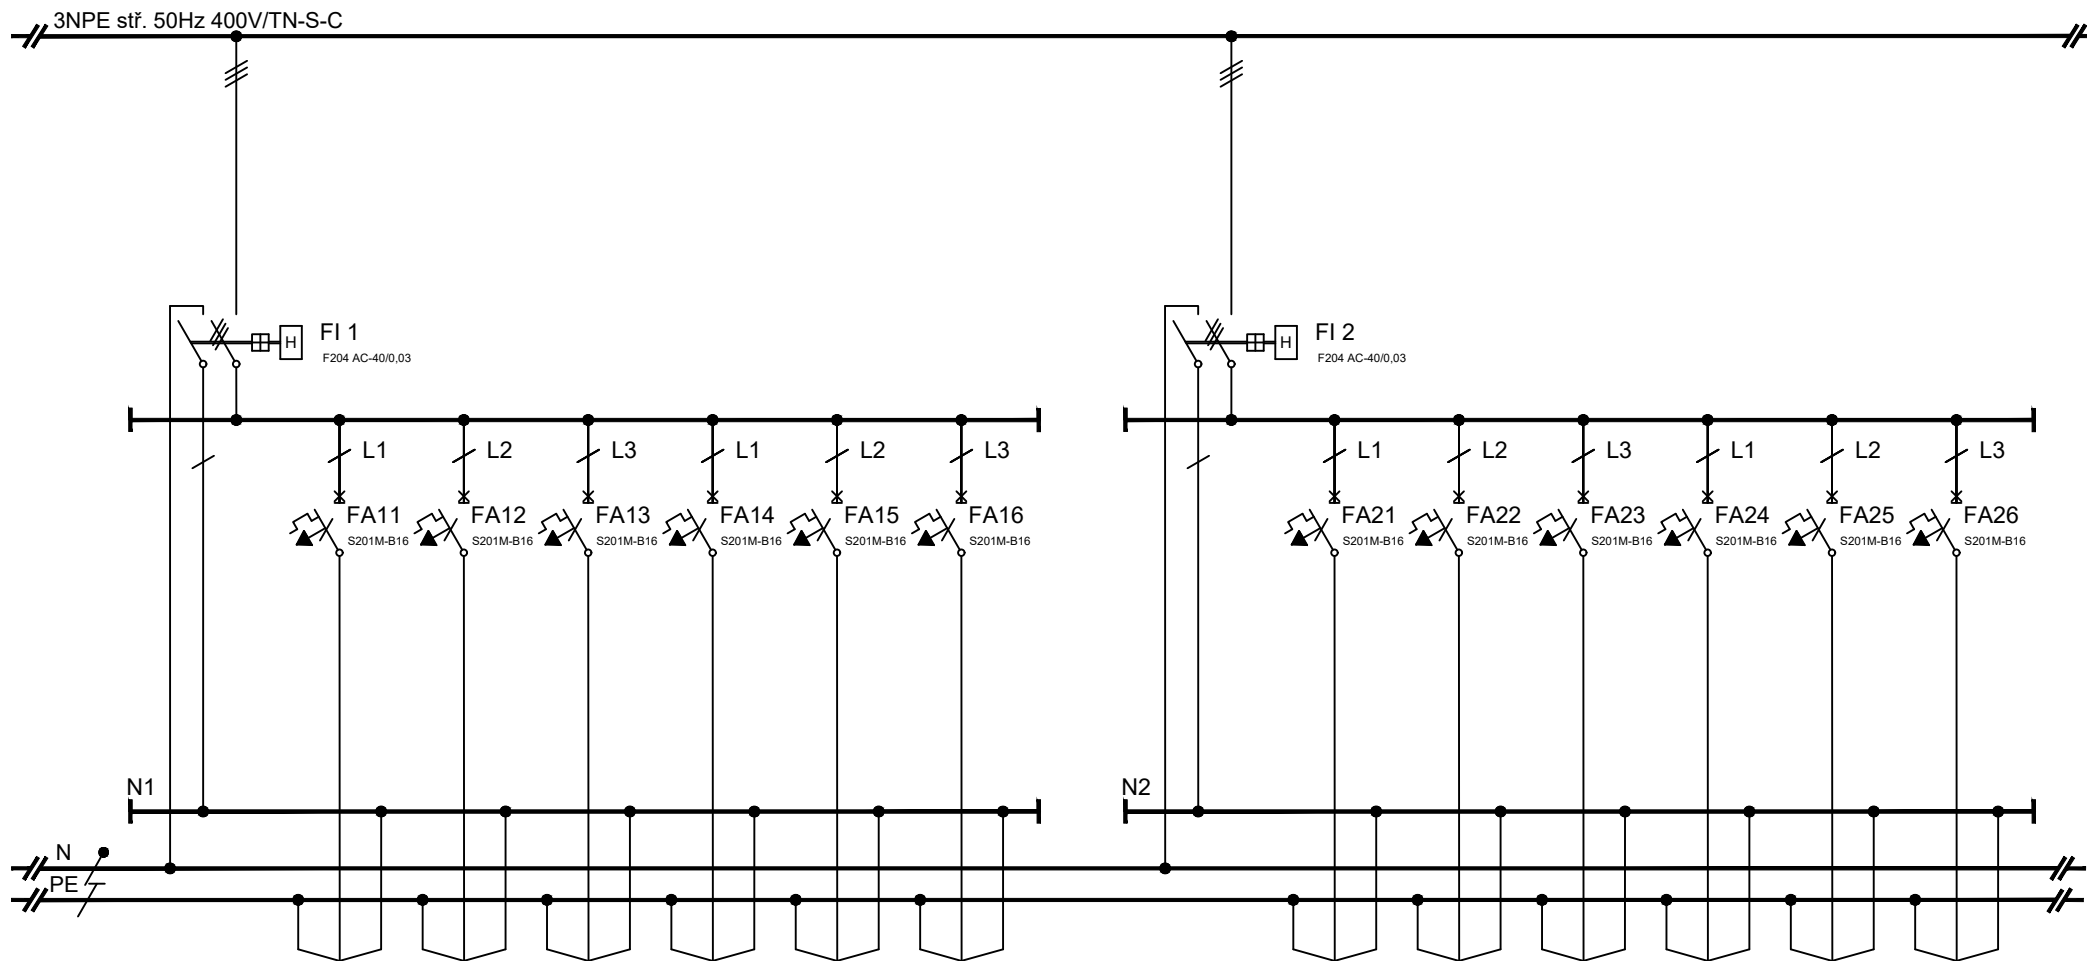 3NPE stř. 50Hz 400V/TN-S-C
H FI 1 H FI 2
F204 AC-40/0,03 F204 AC-40/0,03
L1 L2 L3 L1 L2 L3 L1 L2 L3 L1 L2 L3
FA11 FA12 FA13 FA14 FA15 FA16 FA21 FA22 FA23 FA24 FA25 FA26
S201M-B16 S201M-B16 S201M-B16 S201M-B16 S201M-B16 S201M-B16 S201M-B16 S201M-B16 S201M-B16 S201M-B16 S201M-B16 S201M-B16
N1 N2
N
PE